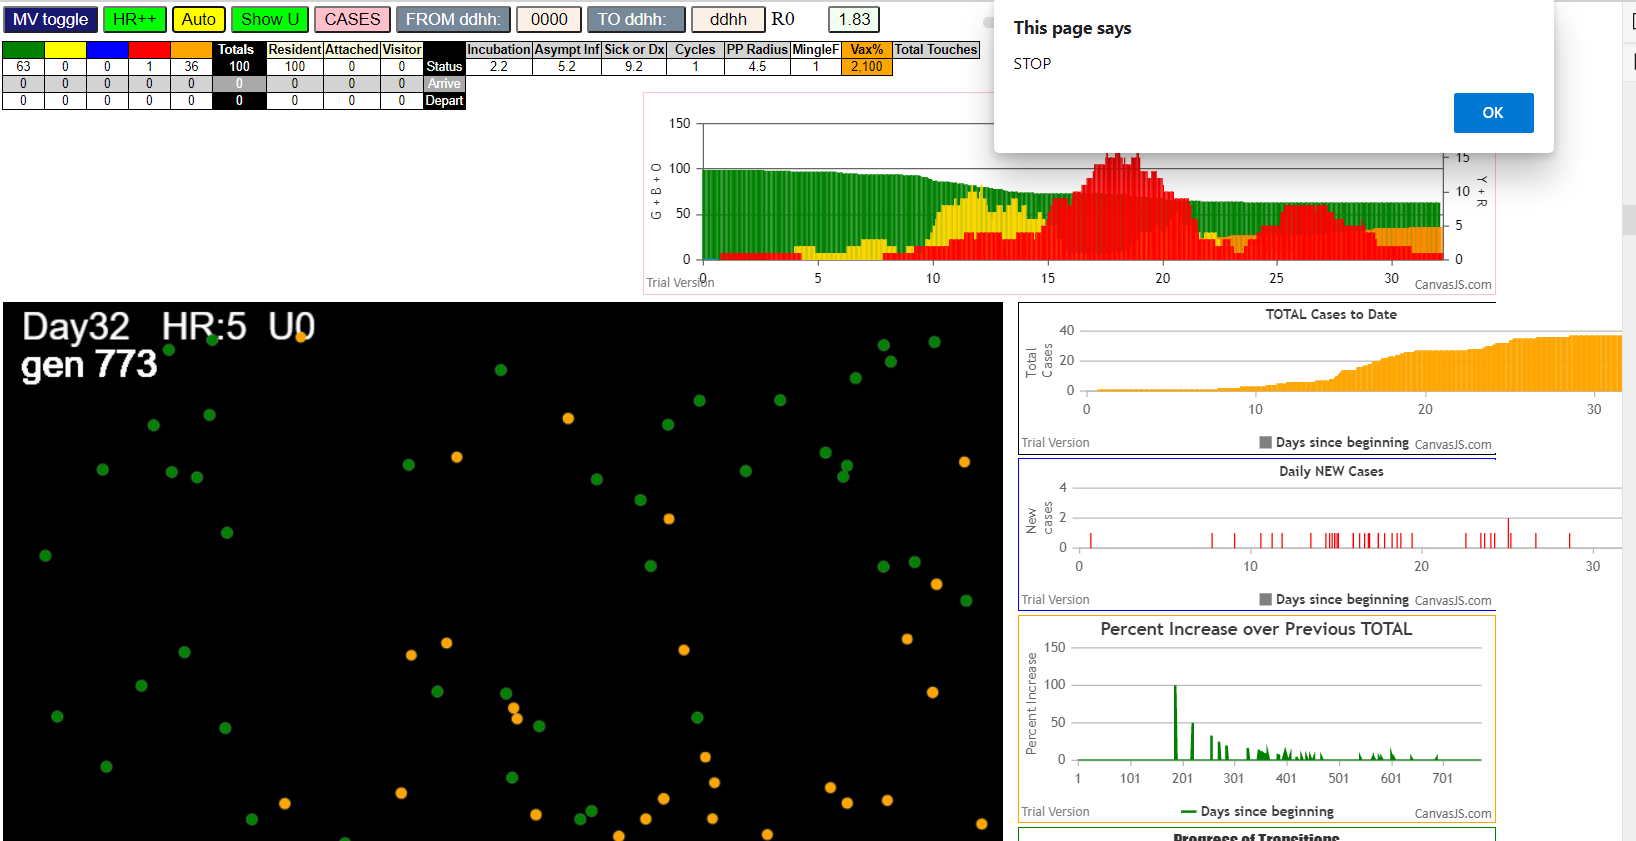 MV toggle HR++ Auto Show U CASES FROM ddhh: 0000 TO ddhh: ddhh R0 1.83
This page says
STOP
OK
Totals Resident Attached Visitor Incubation Asympt Inf Sick or Dx Cycles PP Radius MingleF Vax% Total Touches
63 0 0 1 36 100 100 0 0 Status 2.2 5.2 9.2 1 4.5 1 2,100
0 0 0 0 0 0 0 0 0 Arrive
0 0 0 0 0 0 0 0 0 Depart
150
100
50
0
G + B + O
15
10
5
0
Y + R
0 5 10 15 20 25 30
Trial Version CanvasJS.com
Day32 HR:5 U0
gen 773
TOTAL Cases to Date
Total
Cases
40
20
0
0 10 20 30
Days since beginning
Trial Version CanvasJS.com
Daily NEW Cases
New
cases
4
2
0
0 10 20 30
Days since beginning
Trial Version CanvasJS.com
Percent Increase over Previous TOTAL
Percent Increase
150
100
50
0
1 101 201 301 401 501 601 701
Days since beginning
Trial Version CanvasJS.com
Progress of Transitions